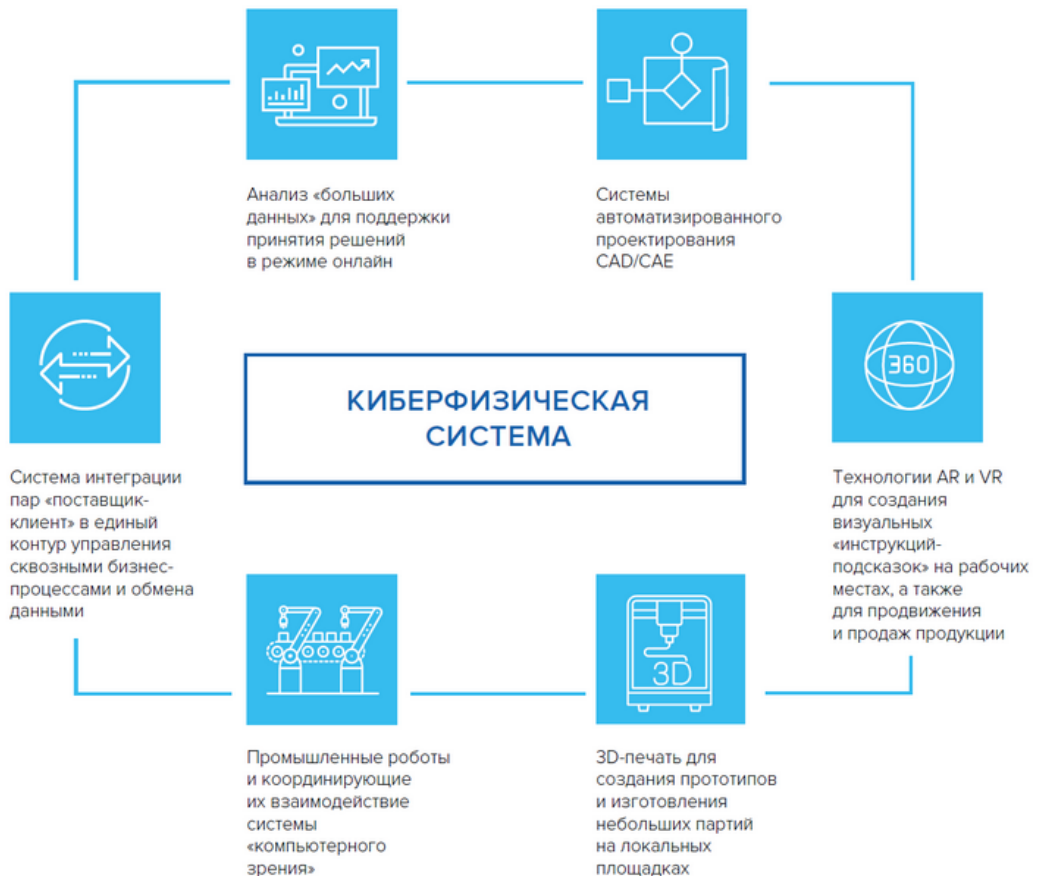 Анализ «больших
данных» для поддержки
принятия решений
в режиме онлайн
Системы
автоматизированного
проектирования
CAD/CAE
КИБЕРФИЗИЧЕСКАЯ
СИСТЕМА
360
Система интеграции
пар «поставщик-
клиент» в единый
контур управления
сквозными бизнес-
процессами и обмена
данными
Технологии AR и VR
для создания
визуальных
«инструкций-
подсказок» на рабочих
местах, а также
для продвижения
и продаж продукции
3D
Промышленные роботы
и координирующие
их взаимодействие
системы
«компьютерного
зрения»
3D-печать для
создания прототипов
и изготовления
небольших партий
на локальных
площадках